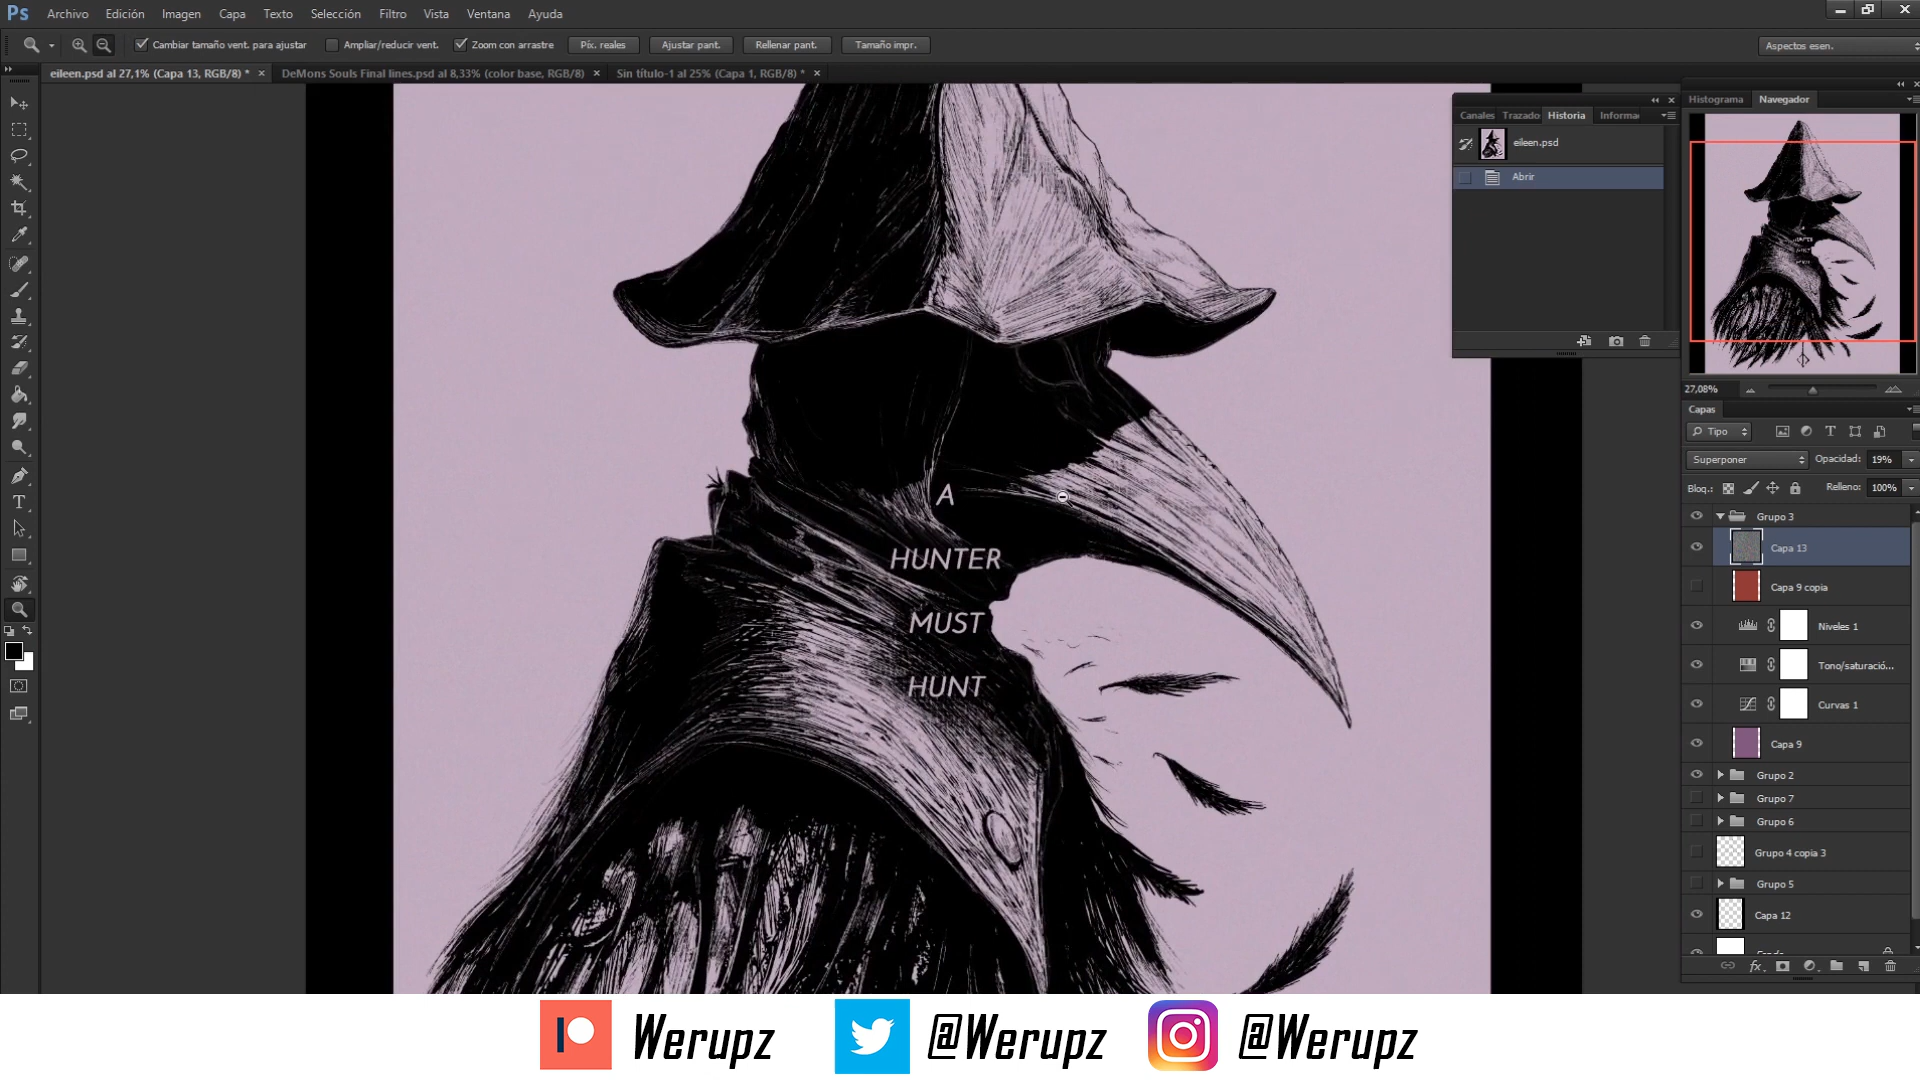 Ps Archivo Edición Imagen Capa Texto Selección Filtro Vista Ventana Ayuda
Cambiar tamaño vent. para ajustar Ampliar/reducir vent. Zoom con arrastre Píx. reales Ajustar pant. Rellenar pant. Tamaño impr. Aspectos esen.
eileen.psd al 27,1% (Capa 13, RGB/8) * × DeMons Souls Final lines.psd al 8,33% (color base, RGB/8) × Sin título-1 al 25% (Capa 1, RGB/8) * ×
Histograma Navegador
Canales Trazado Historia Informa
eileen.psd
Abrir
27,08%
Capas
Tipo
Superponer Opacidad: 19%
Bloq.: Relleno: 100%
Grupo 3
Capa 13
Capa 9 copia
Niveles 1
Tono/saturació...
Curvas 1
Capa 9
Grupo 2
Grupo 7
Grupo 6
Grupo 4 copia 3
Grupo 5
Capa 12
fx
A
HUNTER
MUST
HUNT
Werupz @Werupz @Werupz